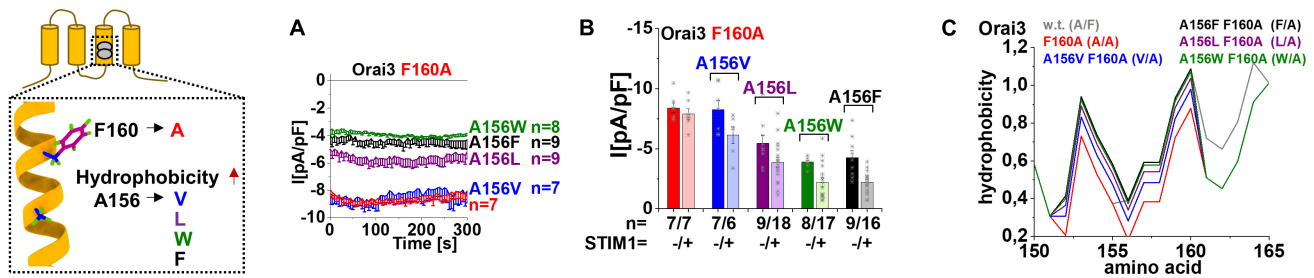 F160 → A
Hydrophobicity
A156 → V
L
W
F
A
Orai3 F160A
I[pA/pF]
0
-2
-4
-6
-8
-10
A156W n=8
A156F n=9
A156L n=9
A156V n=7
n=7
0 100 200 300
Time [s]
B
Orai3 F160A
I[pA/pF]
-15
-10
-5
0
A156V
A156L
A156W
A156F
n= 7/7 7/6 9/18 8/17 9/16
STIM1= -/+ -/+ -/+ -/+ -/+
C
Orai3
w.t. (A/F)
F160A (A/A)
A156V F160A (V/A)
A156F F160A (F/A)
A156L F160A (L/A)
A156W F160A (W/A)
hydrophobicity
1,2
1,0
0,8
0,6
0,4
0,2
150 155 160 165
amino acid